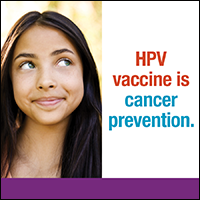 HPV
vaccine is
cancer
prevention.